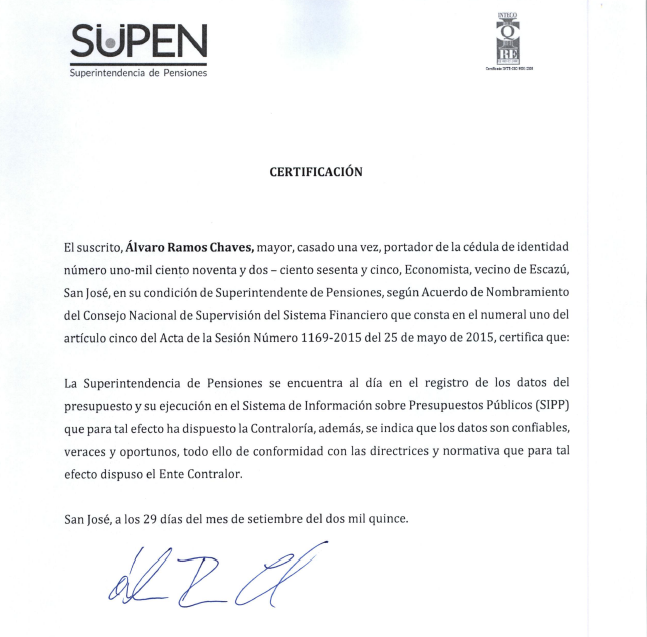 SUPEN
Superintendencia de Pensiones
INTECO
Q
RE
CERTIFICACIÓN
El suscrito, Álvaro Ramos Chaves, mayor, casado una vez, portador de la cédula de identidad
número uno-mil ciento noventa y dos – ciento sesenta y cinco, Economista, vecino de Escazú,
San José, en su condición de Superintendente de Pensiones, según Acuerdo de Nombramiento
del Consejo Nacional de Supervisión del Sistema Financiero que consta en el numeral uno del
artículo cinco del Acta de la Sesión Número 1169-2015 del 25 de mayo de 2015, certifica que:
La Superintendencia de Pensiones se encuentra al día en el registro de los datos del
presupuesto y su ejecución en el Sistema de Información sobre Presupuestos Públicos (SIPP)
que para tal efecto ha dispuesto la Contraloría, además, se indica que los datos son confiables,
veraces y oportunos, todo ello de conformidad con las directrices y normativa que para tal
efecto dispuso el Ente Contralor.
San José, a los 29 días del mes de setiembre del dos mil quince.